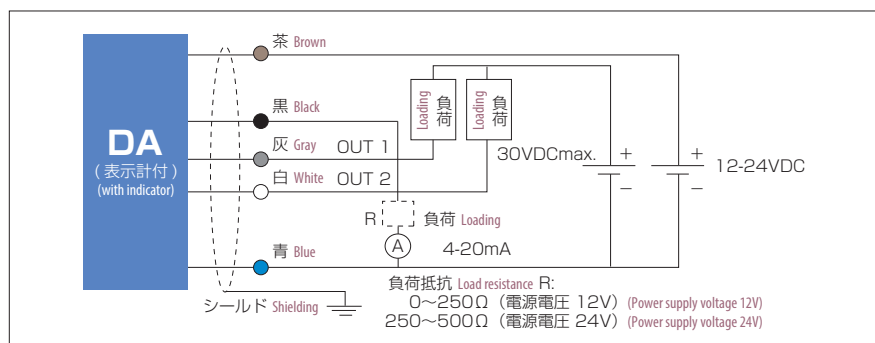 茶 Brown
黒 Black
灰 Gray OUT 1
白 White OUT 2
DA
(表示計付)
(with indicator)
青 Blue
シールド Shielding
Loading 負荷
Loading 負荷
30VDCmax.
+
−
+
−
12-24VDC
R 負荷 Loading
A 4-20mA
負荷抵抗 Load resistance R:
0～250Ω（電源電圧 12V）(Power supply voltage 12V)
250～500Ω（電源電圧 24V）(Power supply voltage 24V)